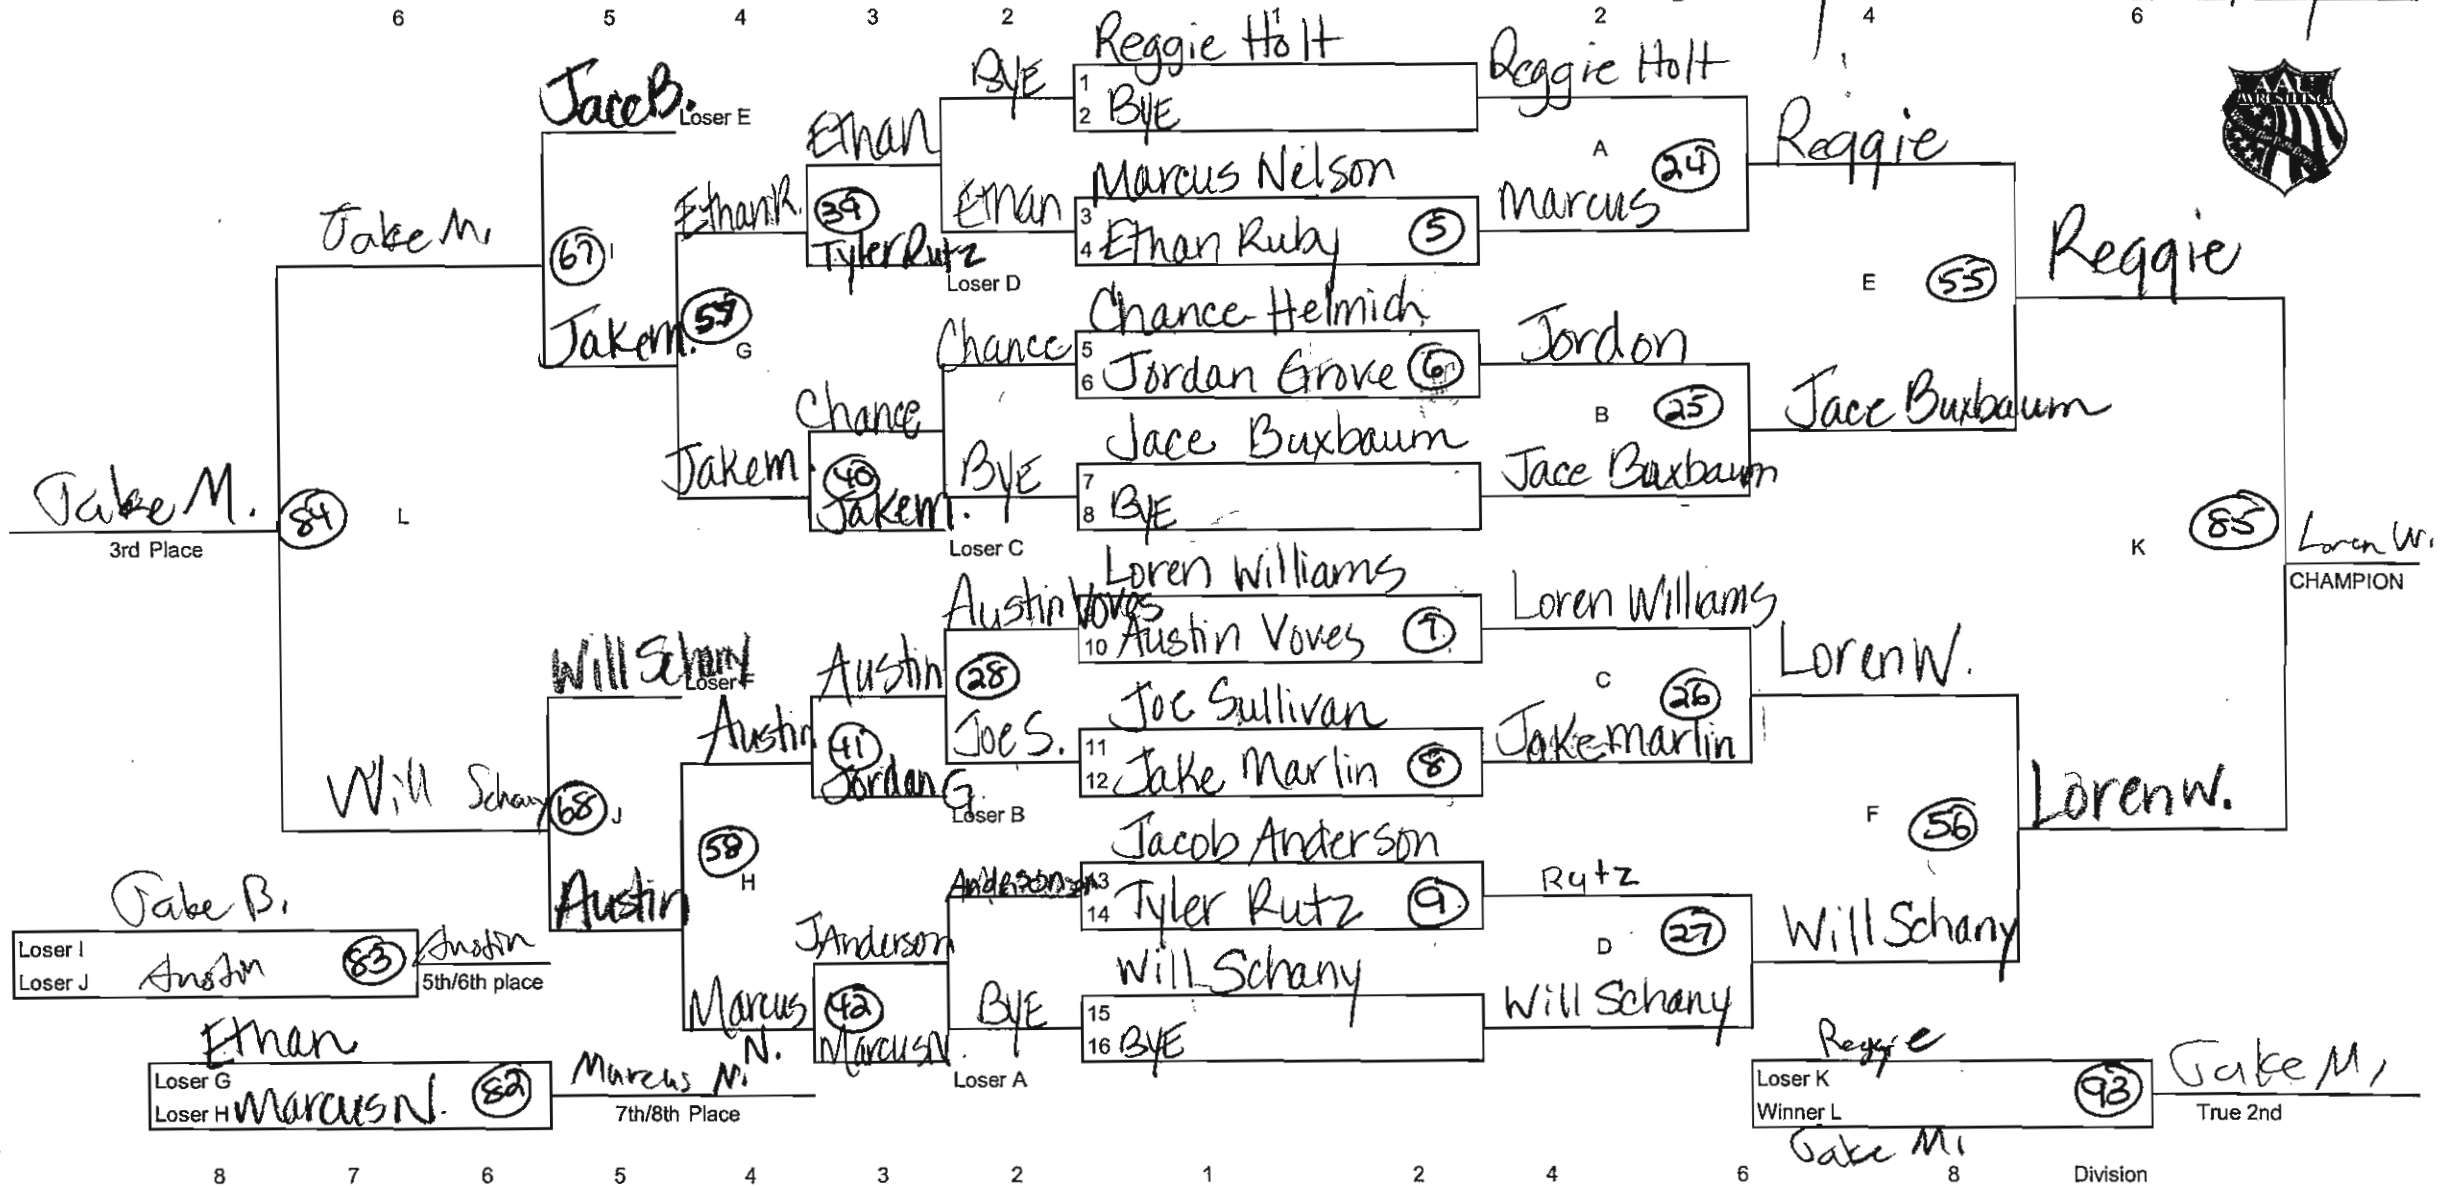 6 5 4 3 2 1 2 4 6
Reggie Holt
1
2 BYE
BYE
Reggie Holt
Jace B.
Loser E
Ethan
AAU
WRESTLING
A
24
Reggie
Marcus Nelson
3
4 Ethan Ruby 5
Ethan
Marcus
Ethan R.
39
Tyler Rutz
Loser D
Jake M.
67 I
E 55
Reggie
Chance Helmich
5
6 Jordan Grove 6
Chance
Jordon
59
G
Jake M.
B 25
Jace Buxbaum
Chance
Jace Buxbaum
7
8 BYE
BYE
Jace Buxbaum
Jake M
40
Jake M.
Loser C
Jake M.
3rd Place
84 L
K 85
Loren W.
CHAMPION
Loren Williams
10 Austin Voves 7
Austin Voves
Loren Williams
Will Schany
Loser F
Austin
28
C 26
Loren W.
Joe Sullivan
11
12 Jake Marlin 8
Joe S.
Jake Marlin
Austin
41
Jordan G.
Loser B
Will Schany
68 J
F 56
Loren W.
Jacob Anderson
13
14 Tyler Rutz 9
Anderson
Rutz
58
H
Austin
D 27
Will Schany
J Anderson
Will Schany
15
16 BYE
BYE
Will Schany
Marcus N.
42
Marcus N.
Loser A
Jake B.
Loser I
Loser J Austin 83
Austin
5th/6th place
Ethan
Loser G
Loser H Marcus N. 82
Marcus N.
7th/8th Place
Reggie
Loser K
Winner L
93
Jake M.
Jake M.
True 2nd
8 7 6 5 4 3 2 1 2 4 6 8 Division